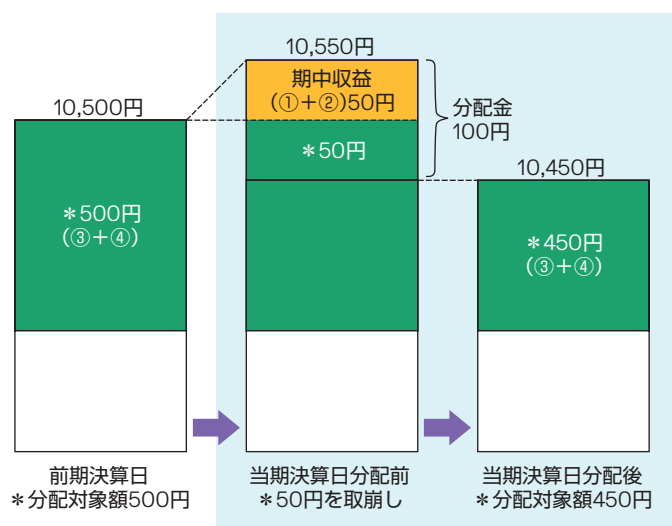 10,500円
＊500円
(③＋④)
前期決算日
＊分配対象額500円
10,550円
期中収益
(①＋②)50円
＊50円
分配金
100円
当期決算日分配前
＊50円を取崩し
10,450円
＊450円
(③＋④)
当期決算日分配後
＊分配対象額450円